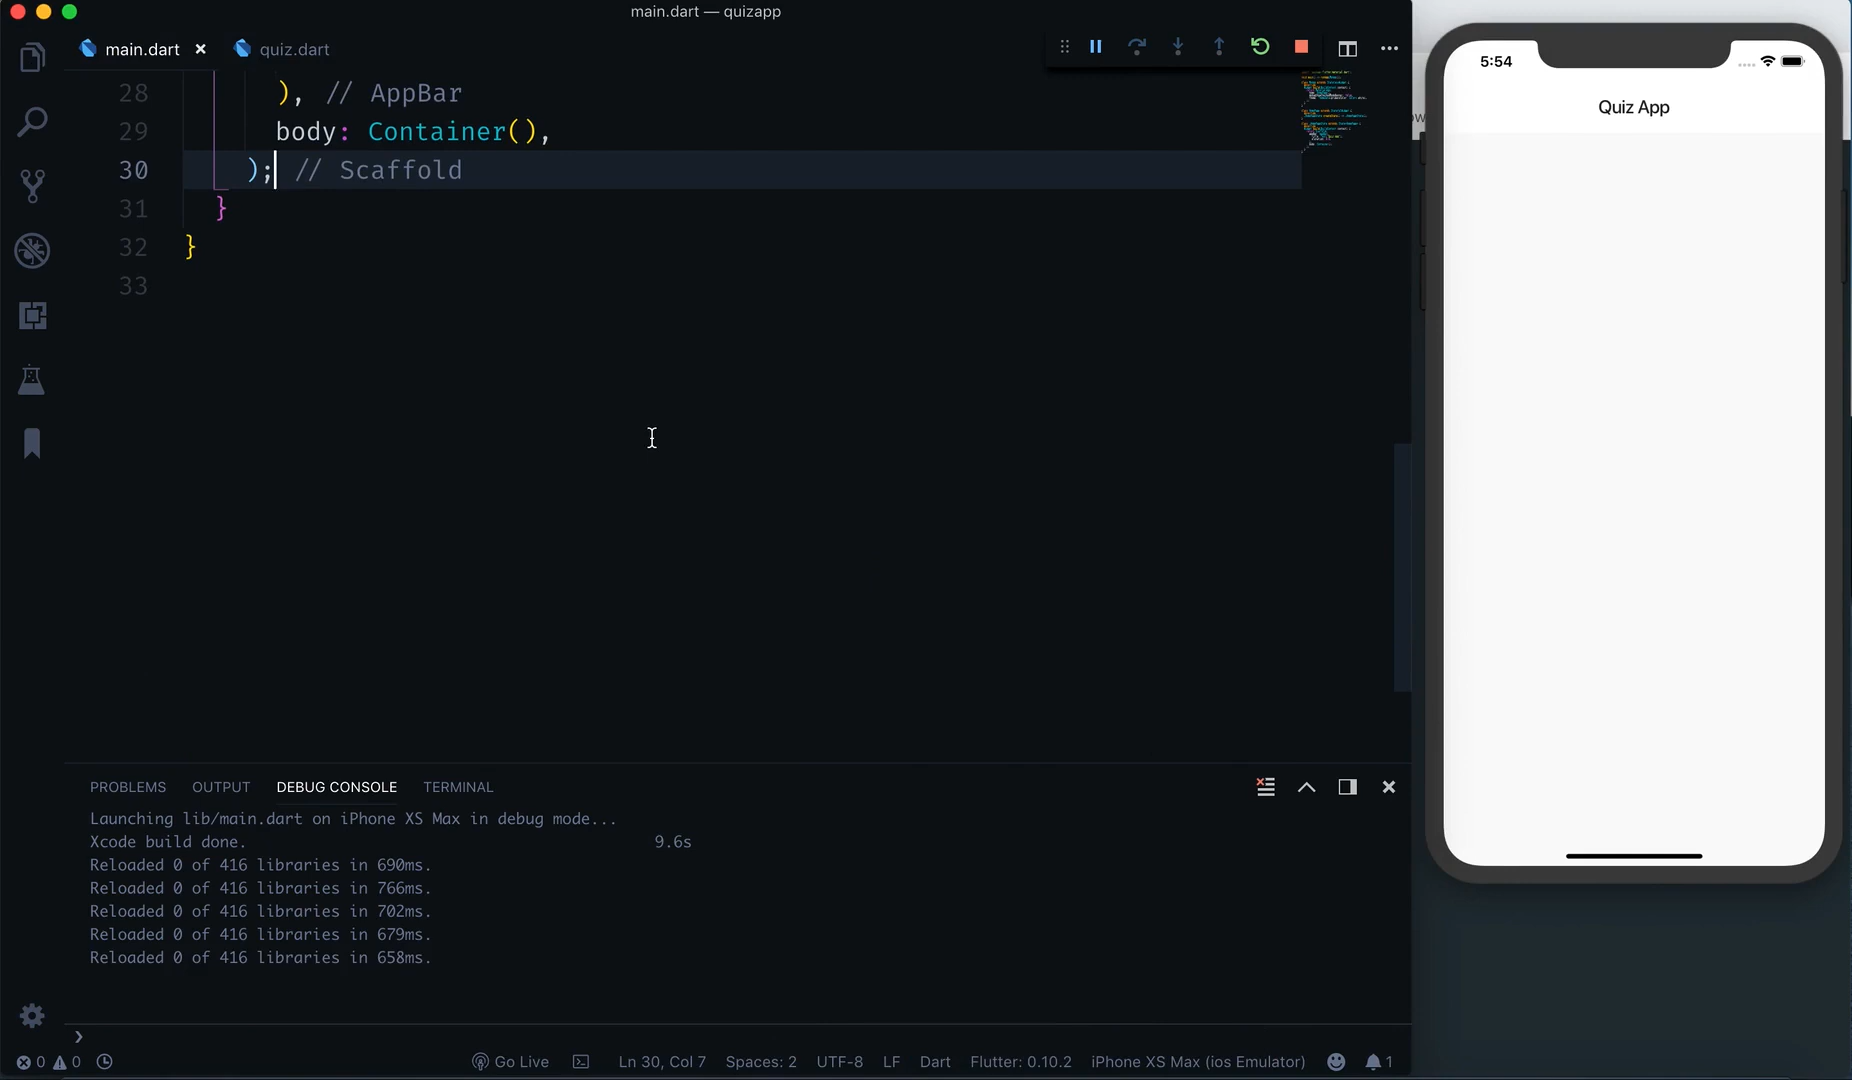 main.dart — quizapp
main.dart
quiz.dart
28 ), // AppBar
29 body: Container(),
30 ); // Scaffold
31 }
32 }
33
PROBLEMS OUTPUT DEBUG CONSOLE TERMINAL
Launching lib/main.dart on iPhone XS Max in debug mode...
Xcode build done. 9.6s
Reloaded 0 of 416 libraries in 690ms.
Reloaded 0 of 416 libraries in 766ms.
Reloaded 0 of 416 libraries in 702ms.
Reloaded 0 of 416 libraries in 679ms.
Reloaded 0 of 416 libraries in 658ms.
0 0 Go Live Ln 30, Col 7 Spaces: 2 UTF-8 LF Dart Flutter: 0.10.2 iPhone XS Max (ios Emulator) 1
5:54
Quiz App